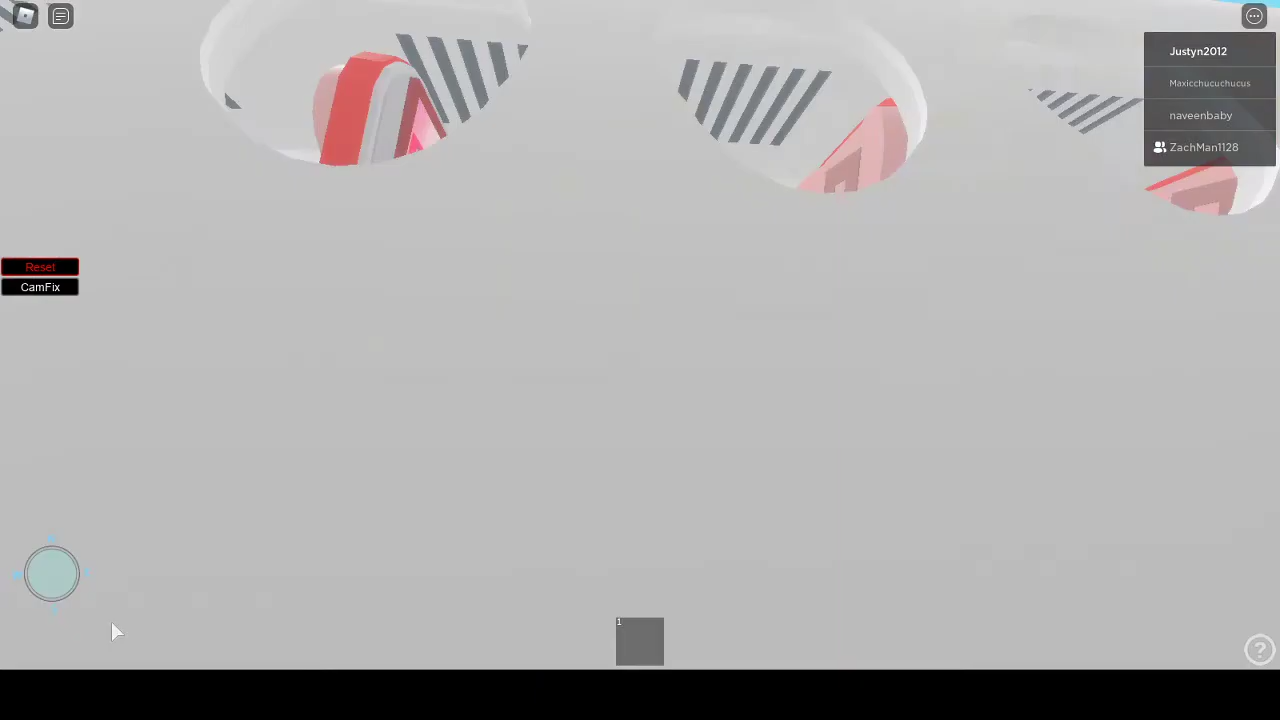 Justyn2012
Maxicchucuchucus
naveenbaby
ZachMan1128
Reset
CamFix
1
?